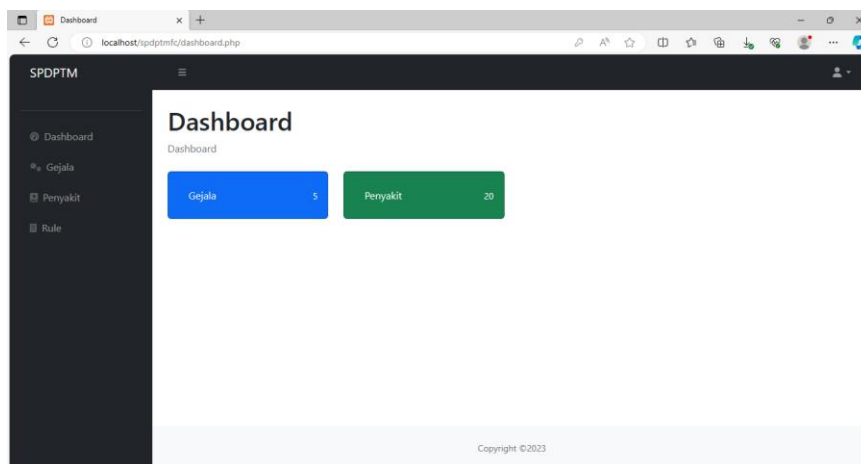 Dashboard
localhost/spdptmfc/dashboard.php
SPDPTM
Dashboard
Gejala
Penyakit
Rule
Dashboard
Dashboard
Gejala 5
Penyakit 20
Copyright ©2023